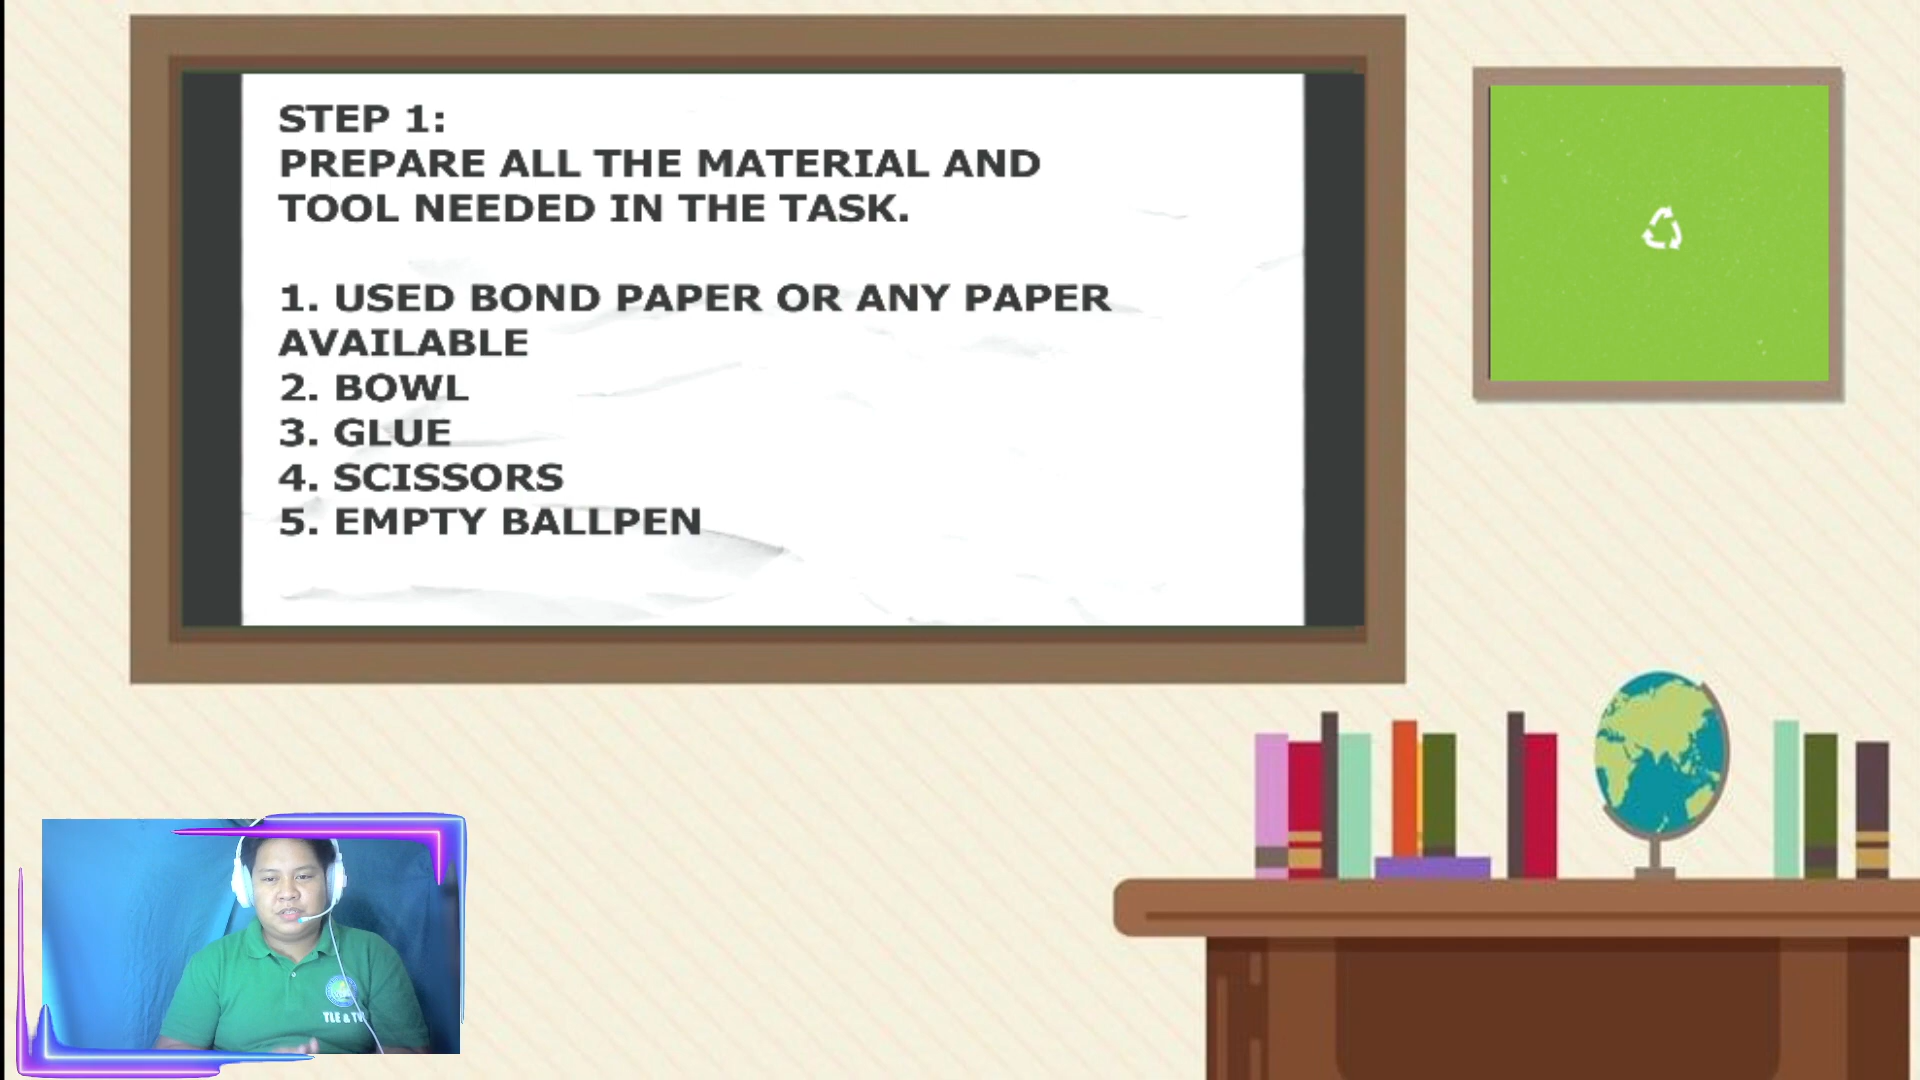 STEP 1:
PREPARE ALL THE MATERIAL AND
TOOL NEEDED IN THE TASK.
1. USED BOND PAPER OR ANY PAPER
AVAILABLE
2. BOWL
3. GLUE
4. SCISSORS
5. EMPTY BALLPEN
TLE &